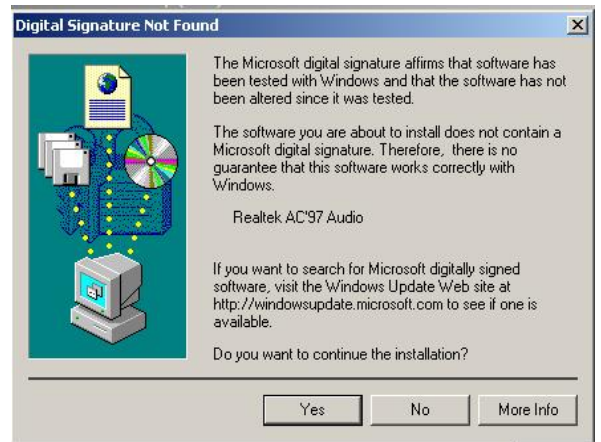 Digital Signature Not Found
The Microsoft digital signature affirms that software has
been tested with Windows and that the software has not
been altered since it was tested.
The software you are about to install does not contain a
Microsoft digital signature. Therefore, there is no
guarantee that this software works correctly with
Windows.
Realtek AC'97 Audio
If you want to search for Microsoft digitally signed
software, visit the Windows Update Web site at
http://windowsupdate.microsoft.com to see if one is
available.
Do you want to continue the installation?
Yes
No
More Info